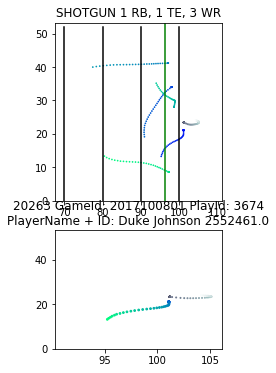 SHOTGUN 1 RB, 1 TE, 3 WR
50
40
30
20
10
0
70 80 90 100 110
20263 GameId: 2017100801 PlayId: 3674
PlayerName + ID: Duke Johnson 2552461.0
40
20
0
95 100 105